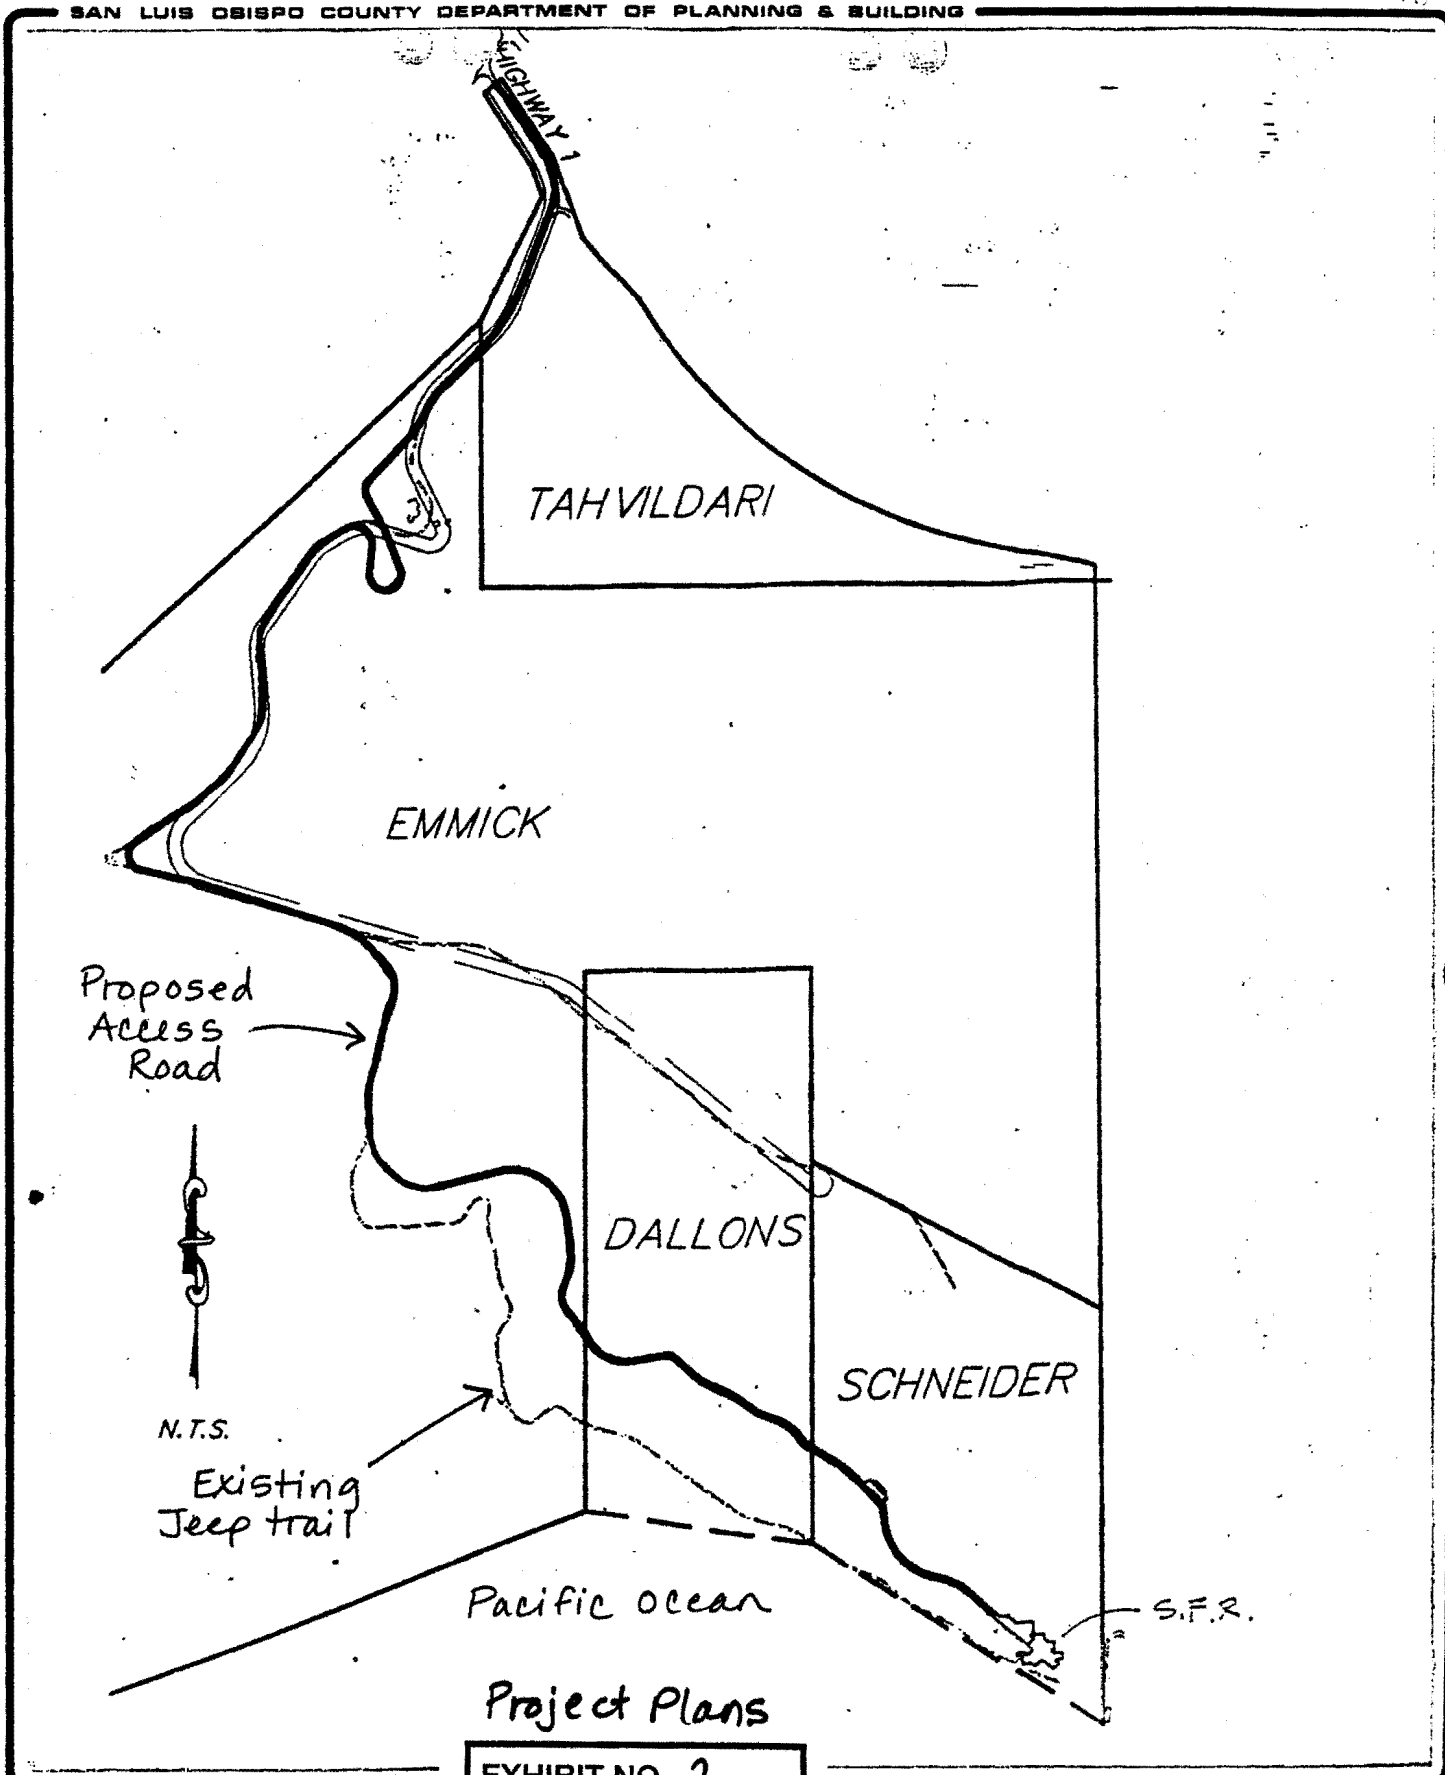 SAN LUIS OBISPO COUNTY DEPARTMENT OF PLANNING & BUILDING
HIGHWAY 1
TAHVILDARI
EMMICK
Proposed
Access
Road
DALLONS
SCHNEIDER
N.T.S.
Existing
Jeep trail
Pacific Ocean
S.F.R.
Project Plans
EXHIBIT NO. 2